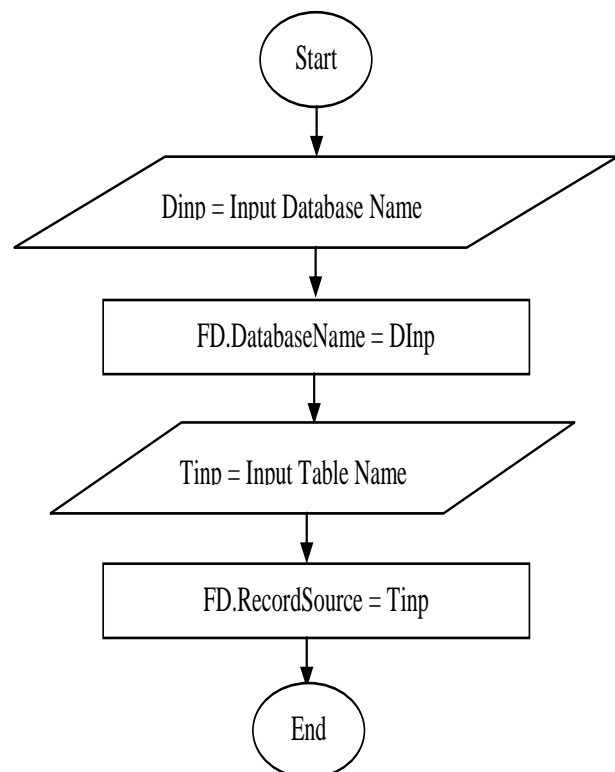 Start
Dinp = Input Database Name
FD.DatabaseName = DInp
Tinp = Input Table Name
FD.RecordSource = Tinp
End